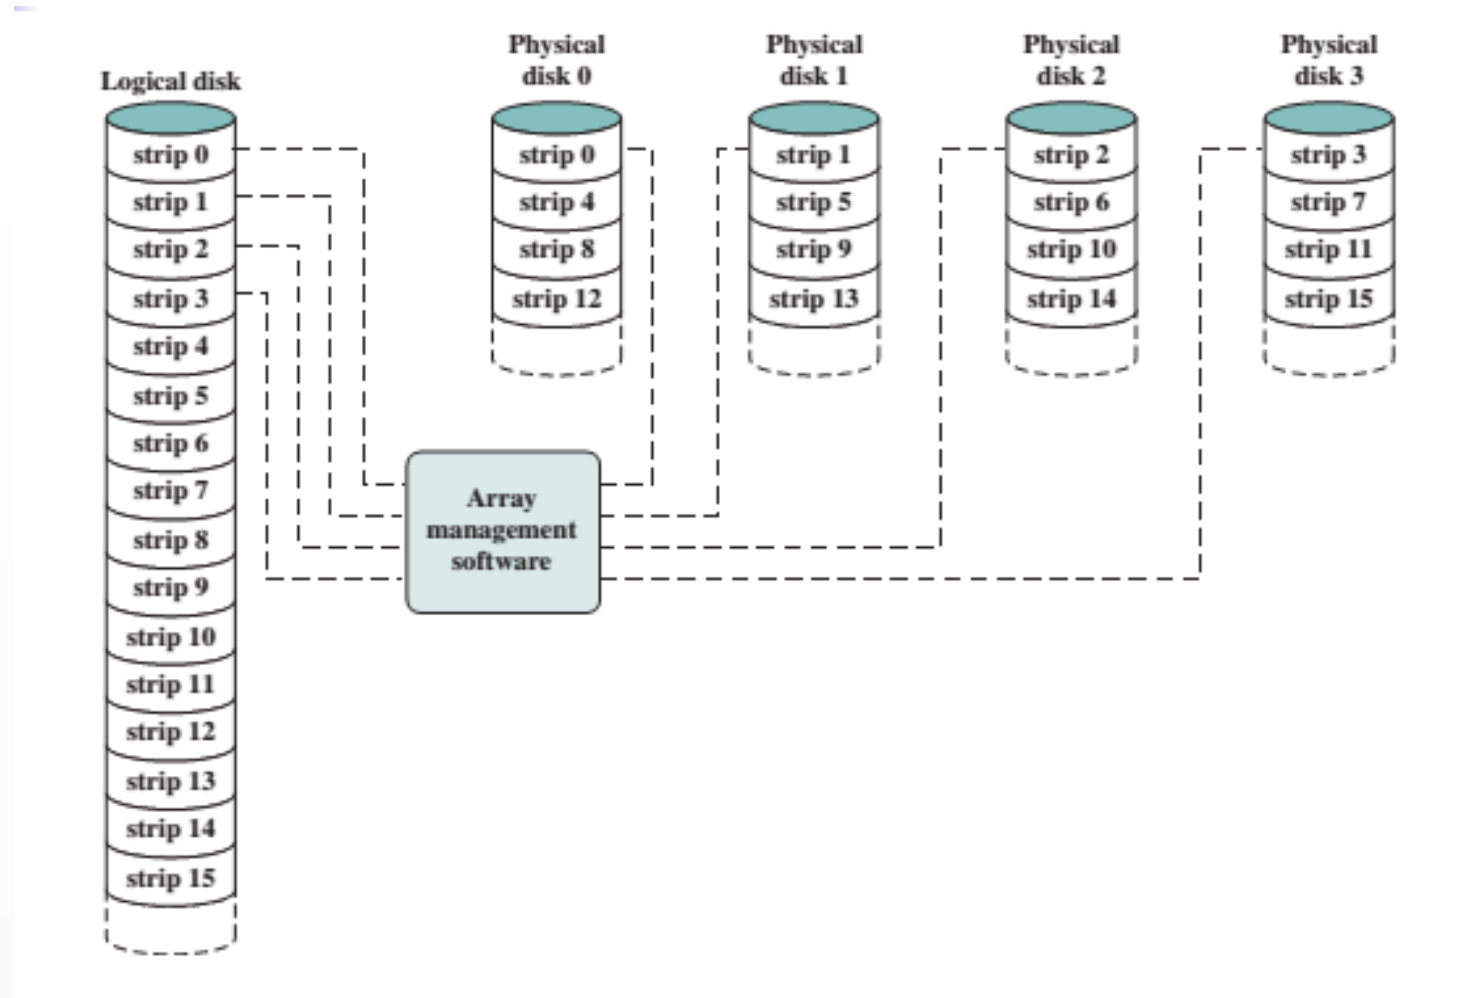 Logical disk
strip 0
strip 1
strip 2
strip 3
strip 4
strip 5
strip 6
strip 7
strip 8
strip 9
strip 10
strip 11
strip 12
strip 13
strip 14
strip 15
Physical
disk 0
strip 0
strip 4
strip 8
strip 12
Physical
disk 1
strip 1
strip 5
strip 9
strip 13
Physical
disk 2
strip 2
strip 6
strip 10
strip 14
Physical
disk 3
strip 3
strip 7
strip 11
strip 15
Array
management
software